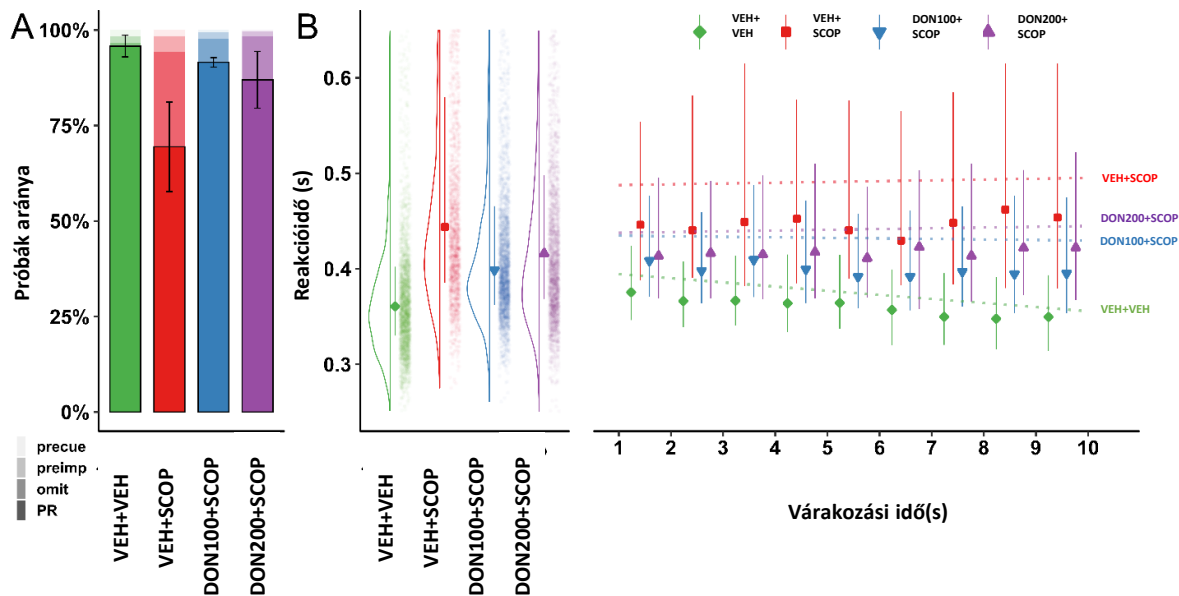 A
100%
75%
50%
25%
0%
Próbák aránya
precue
preimp
omit
PR
VEH+VEH
VEH+SCOP
DON100+SCOP
DON200+SCOP
B
0.6
0.5
0.4
0.3
Reakcióidő (s)
VEH+VEH
VEH+SCOP
DON100+SCOP
DON200+SCOP
VEH+
VEH
VEH+
SCOP
DON100+
SCOP
DON200+
SCOP
VEH+SCOP
DON200+SCOP
DON100+SCOP
VEH+VEH
1 2 3 4 5 6 7 8 9 10
Várakozási idő(s)